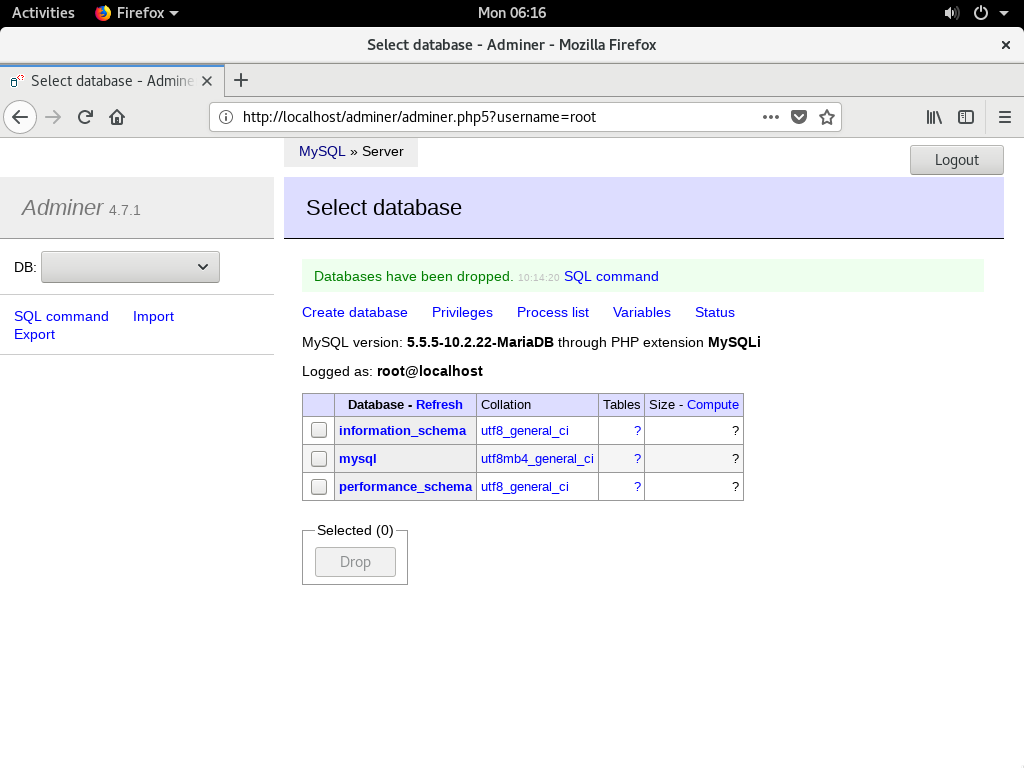 Activities Firefox Mon 06:16
Select database - Adminer - Mozilla Firefox
Select database - Admine
http://localhost/adminer/adminer.php5?username=root
MySQL » Server
Logout
Adminer 4.7.1
Select database
DB:
SQL command Import
Export
Databases have been dropped. 10:14:20 SQL command
Create database Privileges Process list Variables Status
MySQL version: 5.5.5-10.2.22-MariaDB through PHP extension MySQLi
Logged as: root@localhost
Database - Refresh Collation Tables Size - Compute
information_schema utf8_general_ci ? ?
mysql utf8mb4_general_ci ? ?
performance_schema utf8_general_ci ? ?
Selected (0)
Drop